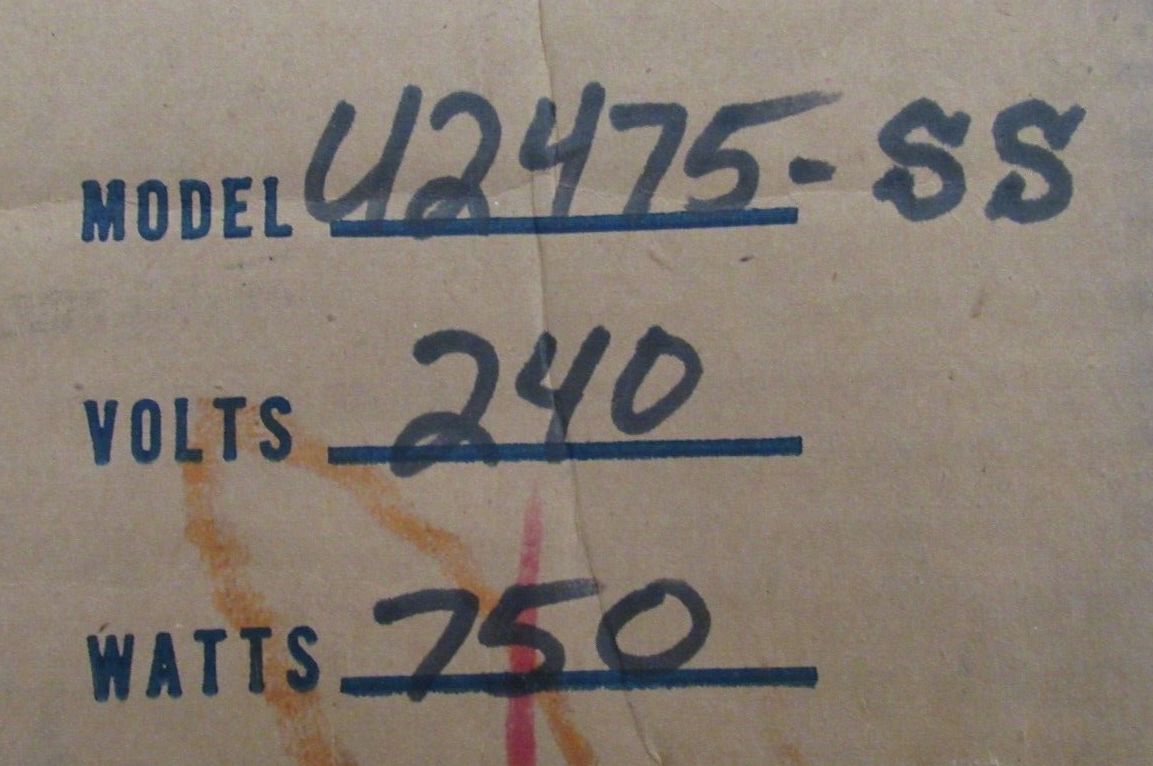 MODEL U2475-SS
VOLTS 240
WATTS 750